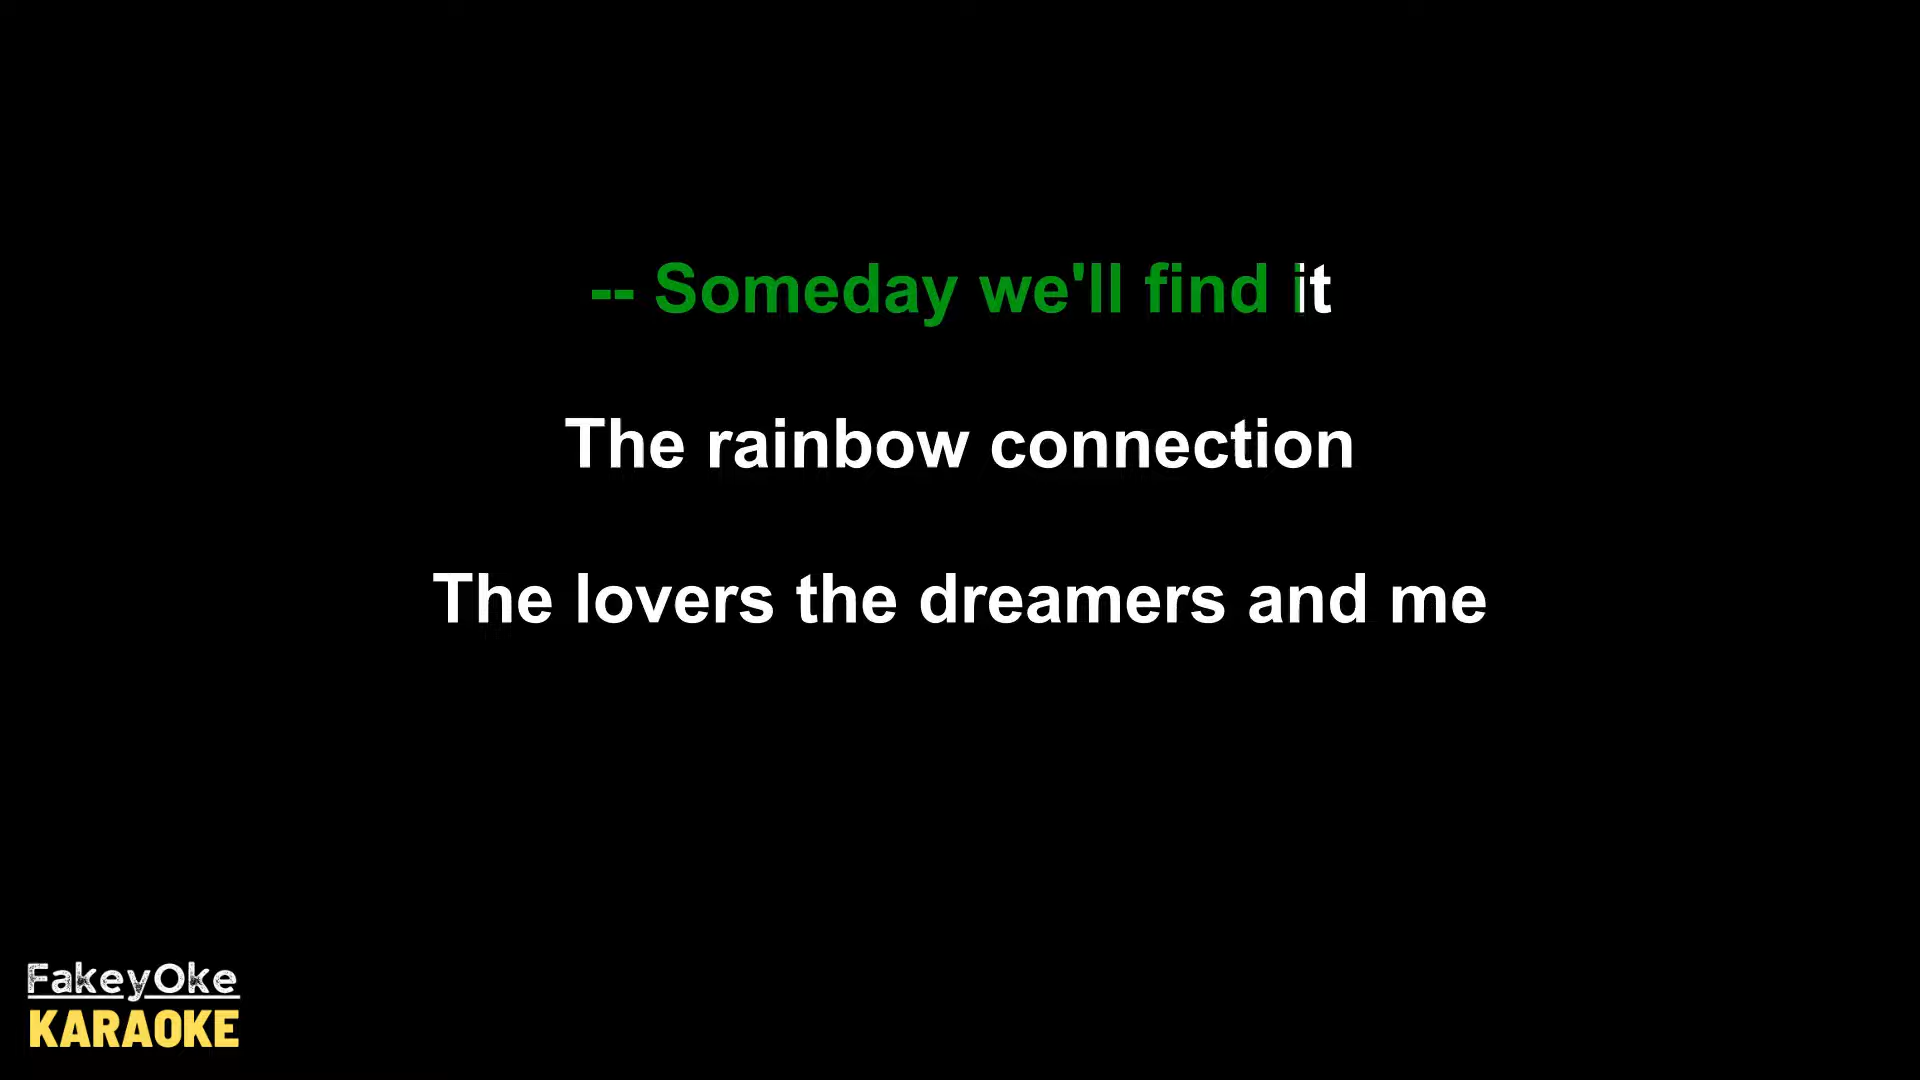 -- Someday we'll find it
The rainbow connection
The lovers the dreamers and me
FakeyOke
KARAOKE